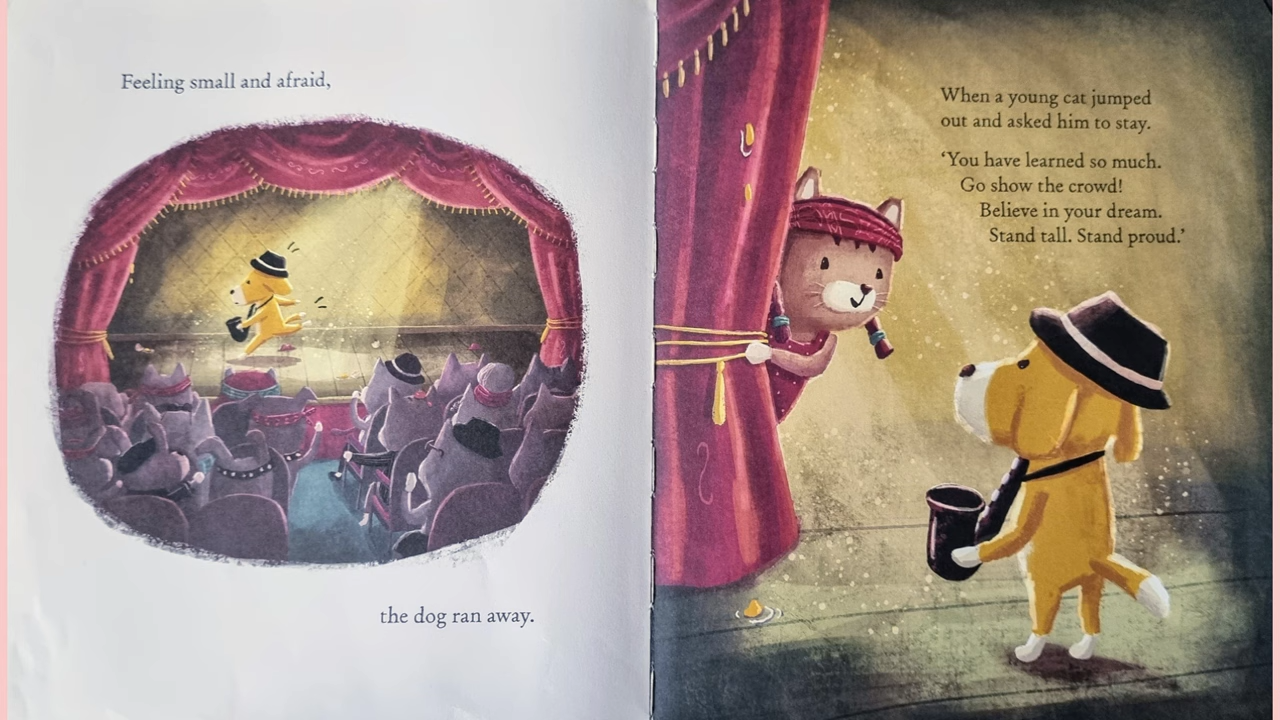 Feeling small and afraid,
the dog ran away.
When a young cat jumped
out and asked him to stay.
‘You have learned so much.
Go show the crowd!
Believe in your dream.
Stand tall. Stand proud.’